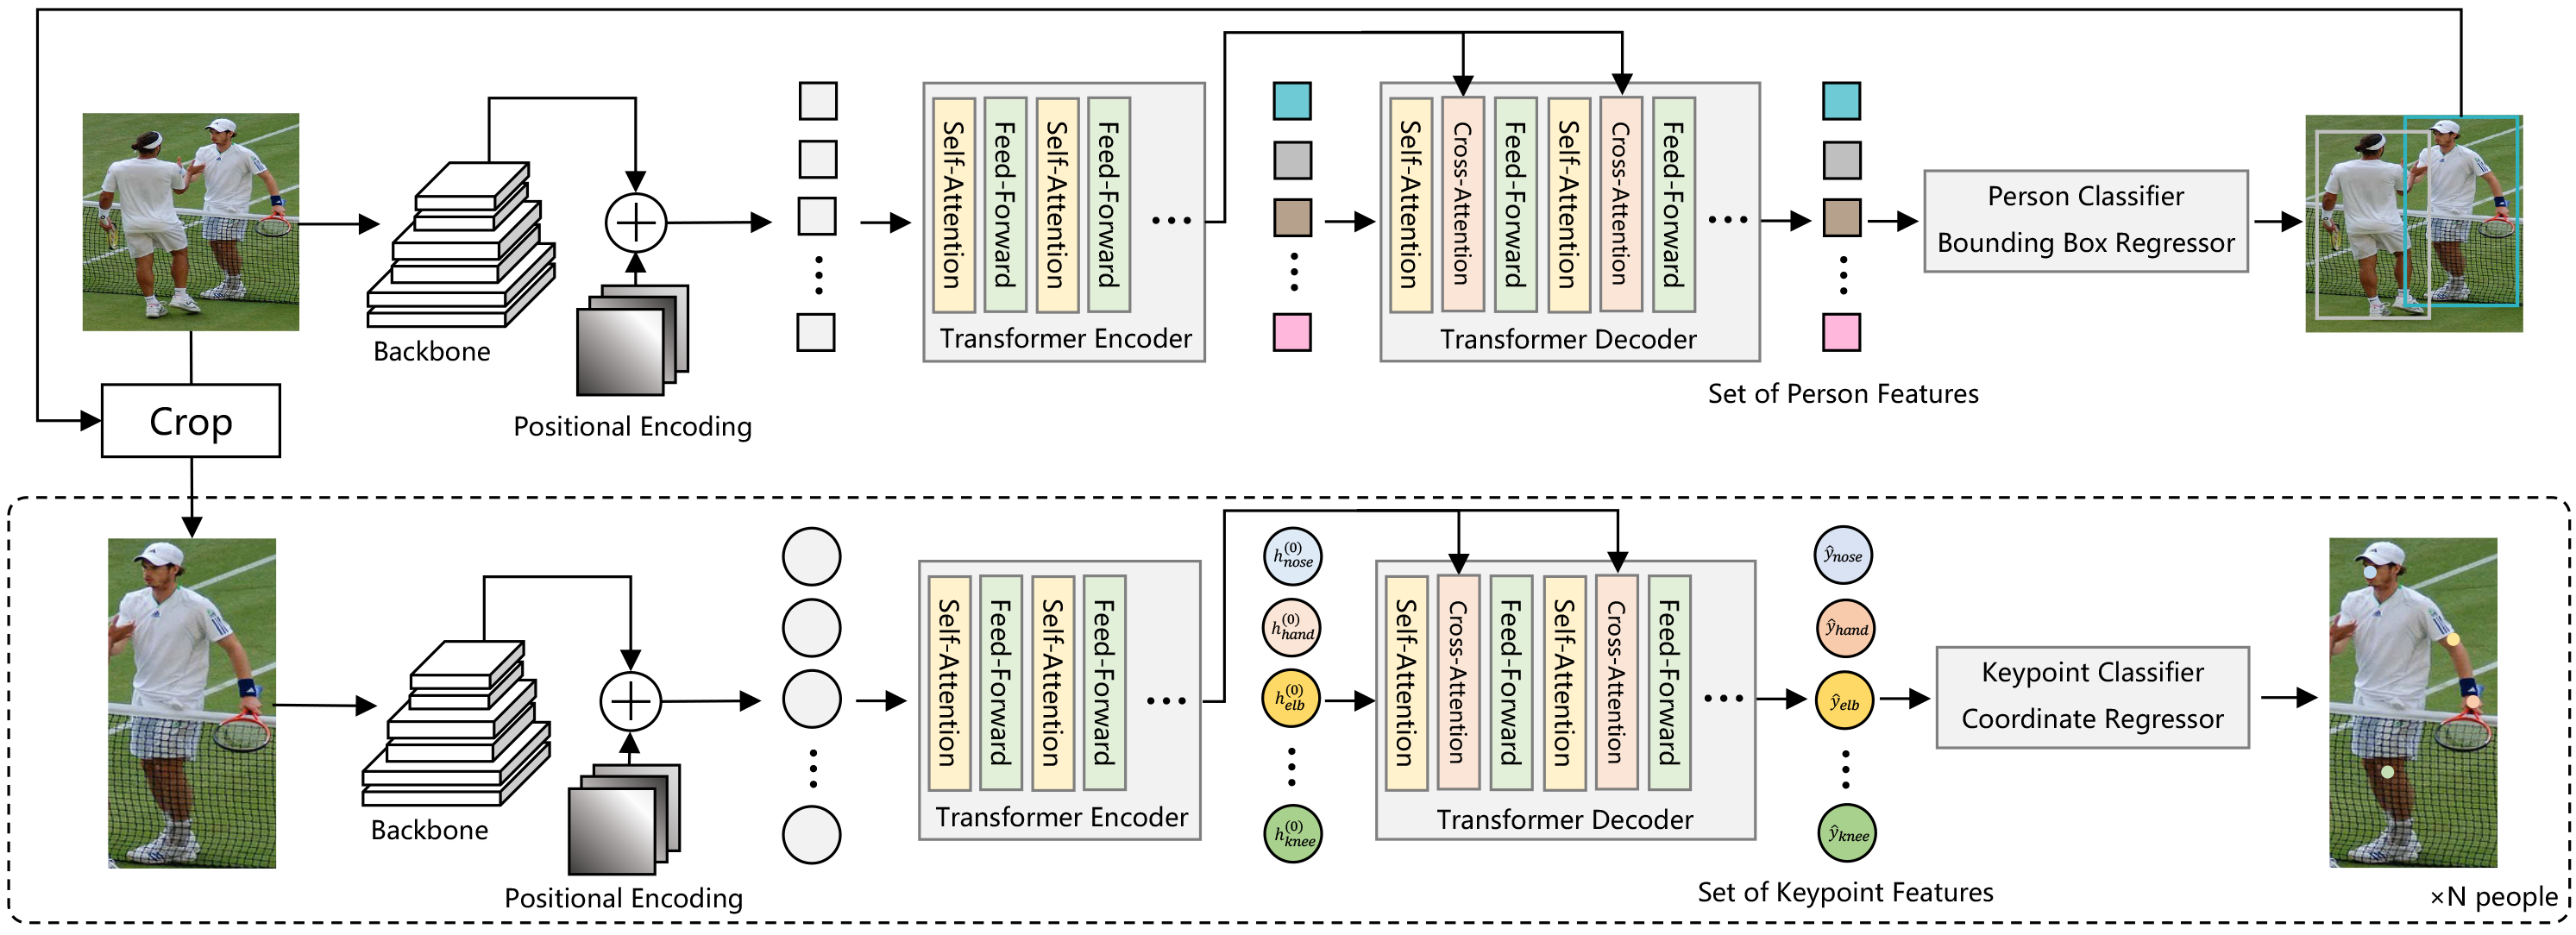 Backbone
Positional Encoding
Self-Attention
Feed-Forward
Self-Attention
Feed-Forward
...
Transformer Encoder
Self-Attention
Cross-Attention
Feed-Forward
Self-Attention
Cross-Attention
Feed-Forward
...
Transformer Decoder
Set of Person Features
Person Classifier
Bounding Box Regressor
Crop
Backbone
Positional Encoding
Self-Attention
Feed-Forward
Self-Attention
Feed-Forward
...
Transformer Encoder
h_{nose}^{(0)}
h_{hand}^{(0)}
h_{elb}^{(0)}
h_{knee}^{(0)}
Self-Attention
Cross-Attention
Feed-Forward
Self-Attention
Cross-Attention
Feed-Forward
...
Transformer Decoder
ŷ_{nose}
ŷ_{hand}
ŷ_{elb}
ŷ_{knee}
Set of Keypoint Features
Keypoint Classifier
Coordinate Regressor
×N people